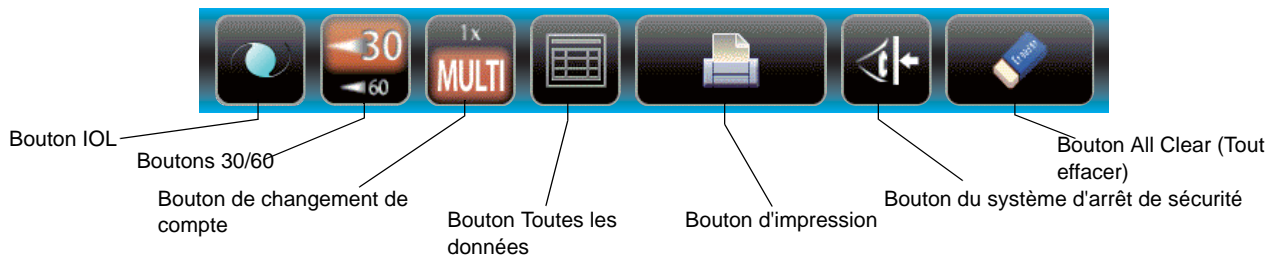 30
60
1x
MULTI
Bouton IOL
Boutons 30/60
Bouton de changement de
compte
Bouton Toutes les
données
Bouton d'impression
Bouton du système d'arrêt de sécurité
Bouton All Clear (Tout
effacer)